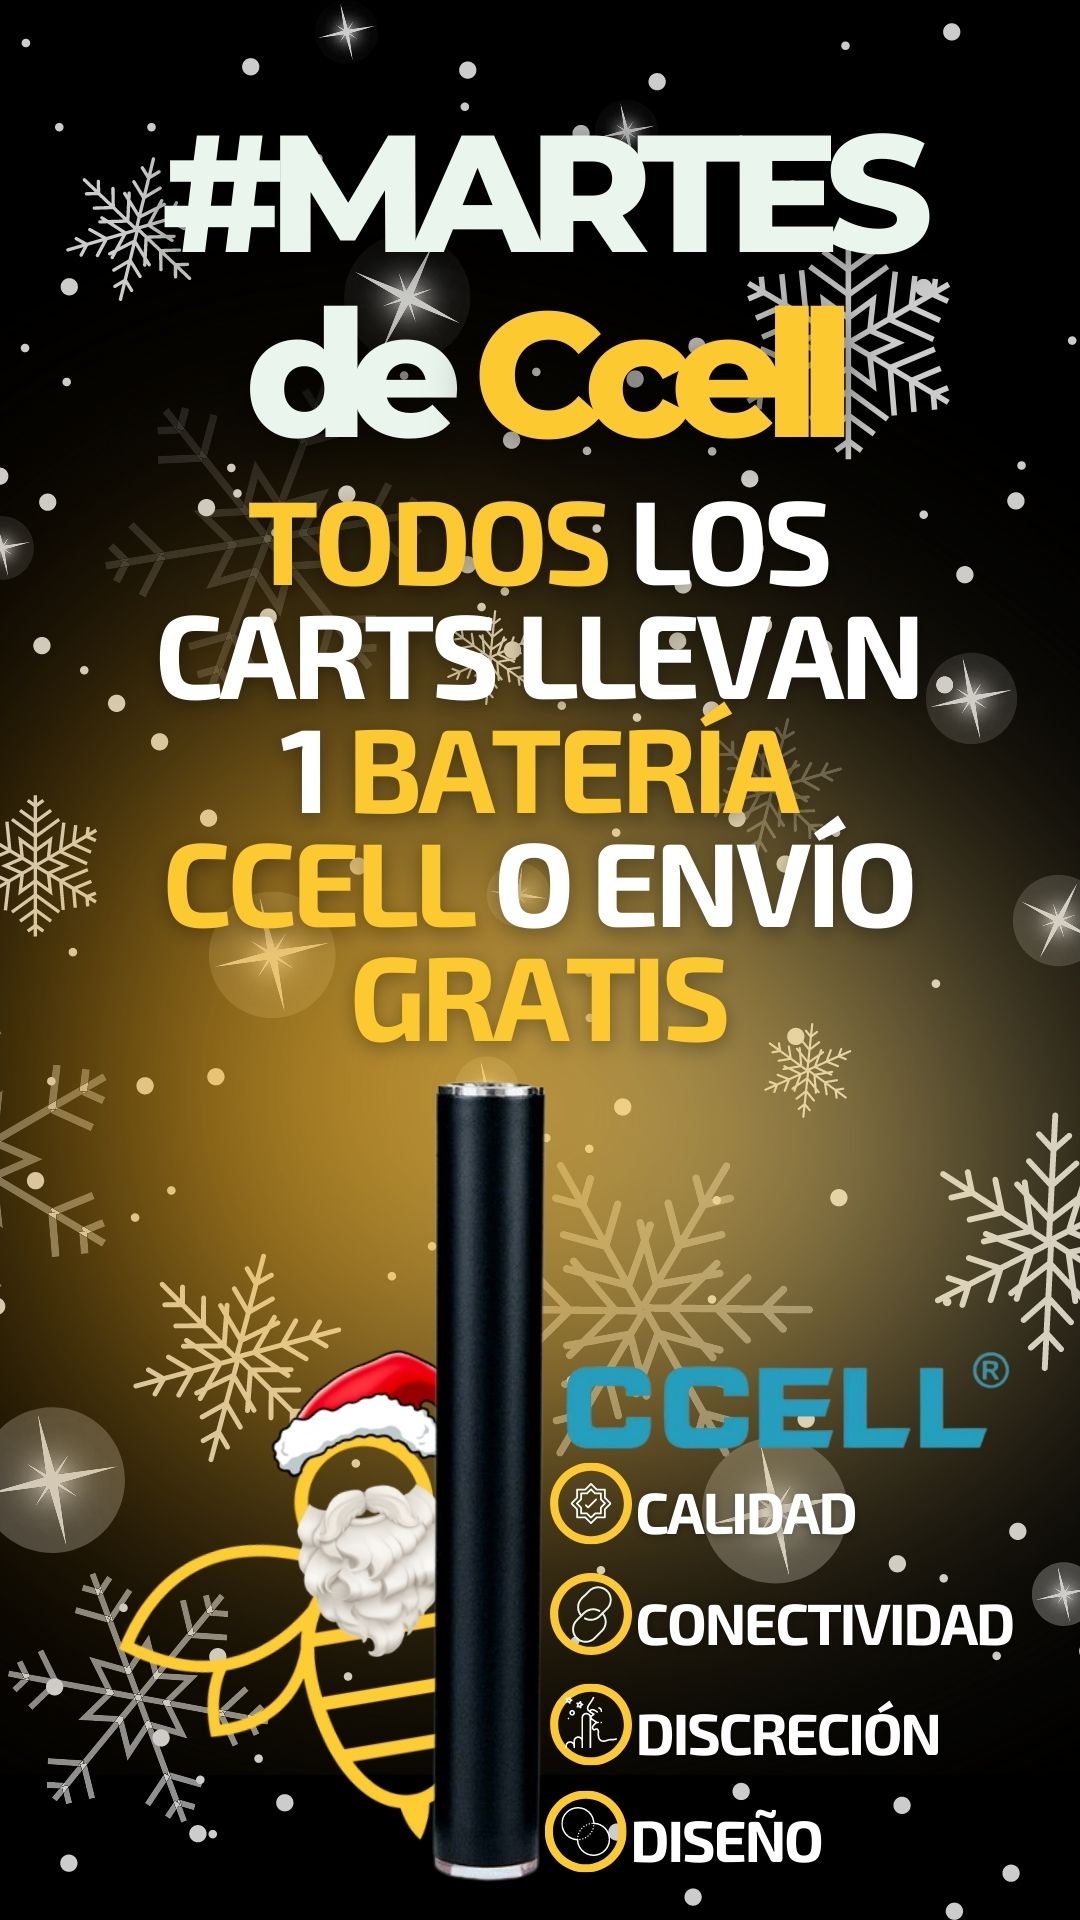 #MARTES
de Ccell
TODOS LOS
CARTS LLEVAN
1 BATERÍA
CCELL O ENVÍO
GRATIS
CCELL®
CALIDAD
CONECTIVIDAD
DISCRECIÓN
DISEÑO